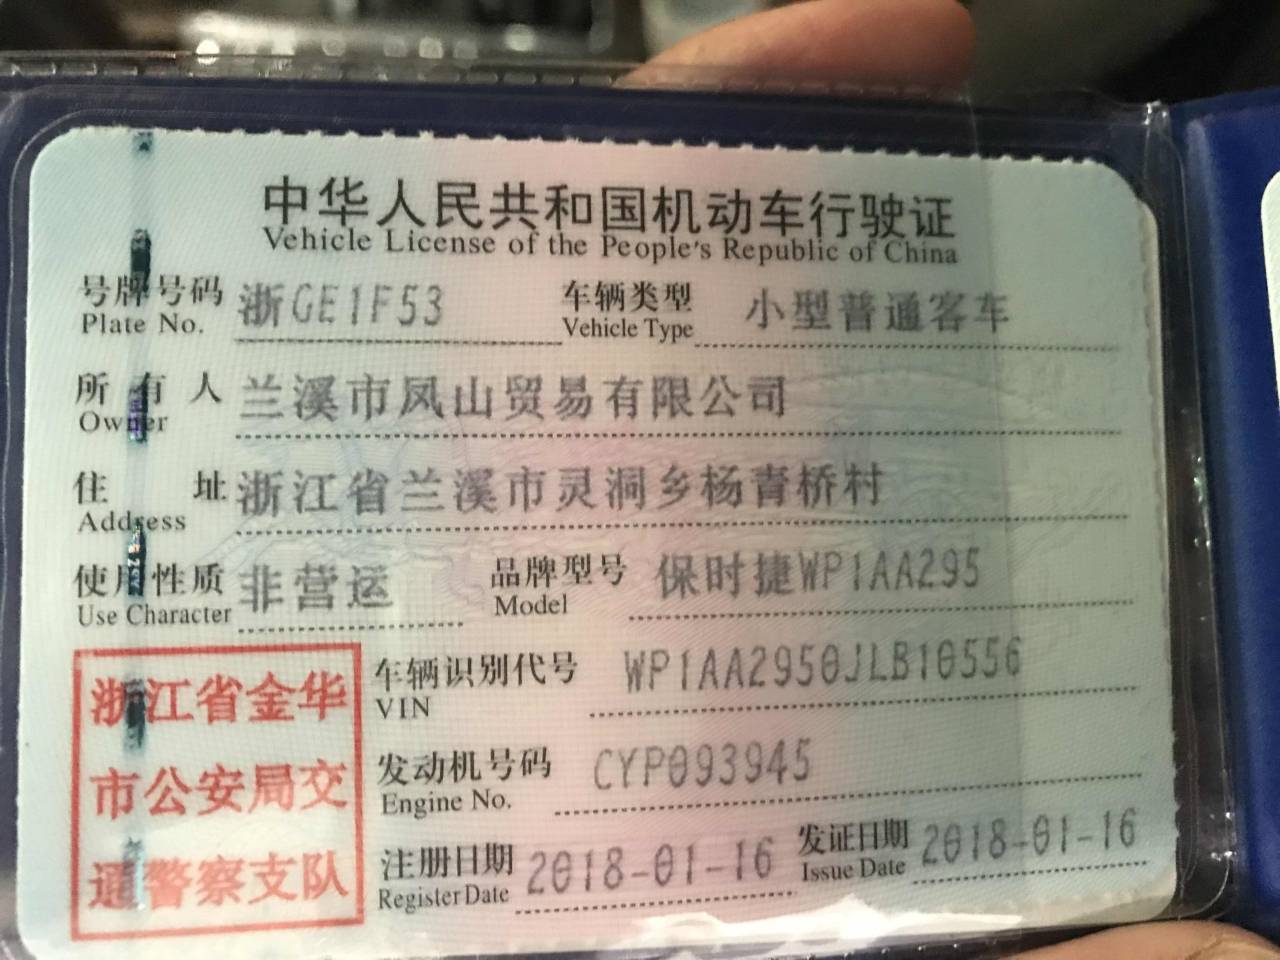 中华人民共和国机动车行驶证
Vehicle License of the People's Republic of China
号牌号码 浙GE1F53 车辆类型 小型普通客车
Plate No. Vehicle Type
所有人 兰溪市凤山贸易有限公司
Owner
住址 浙江省兰溪市灵洞乡杨青桥村
Address
使用性质 非营运 品牌型号 保时捷WP1AA295
Use Character Model
浙江省金华
市公安局交
通警察支队
车辆识别代号 WP1AA2950JLB10556
VIN
发动机号码 CYP093945
Engine No.
注册日期 2018-01-16 发证日期 2018-01-16
Register Date Issue Date